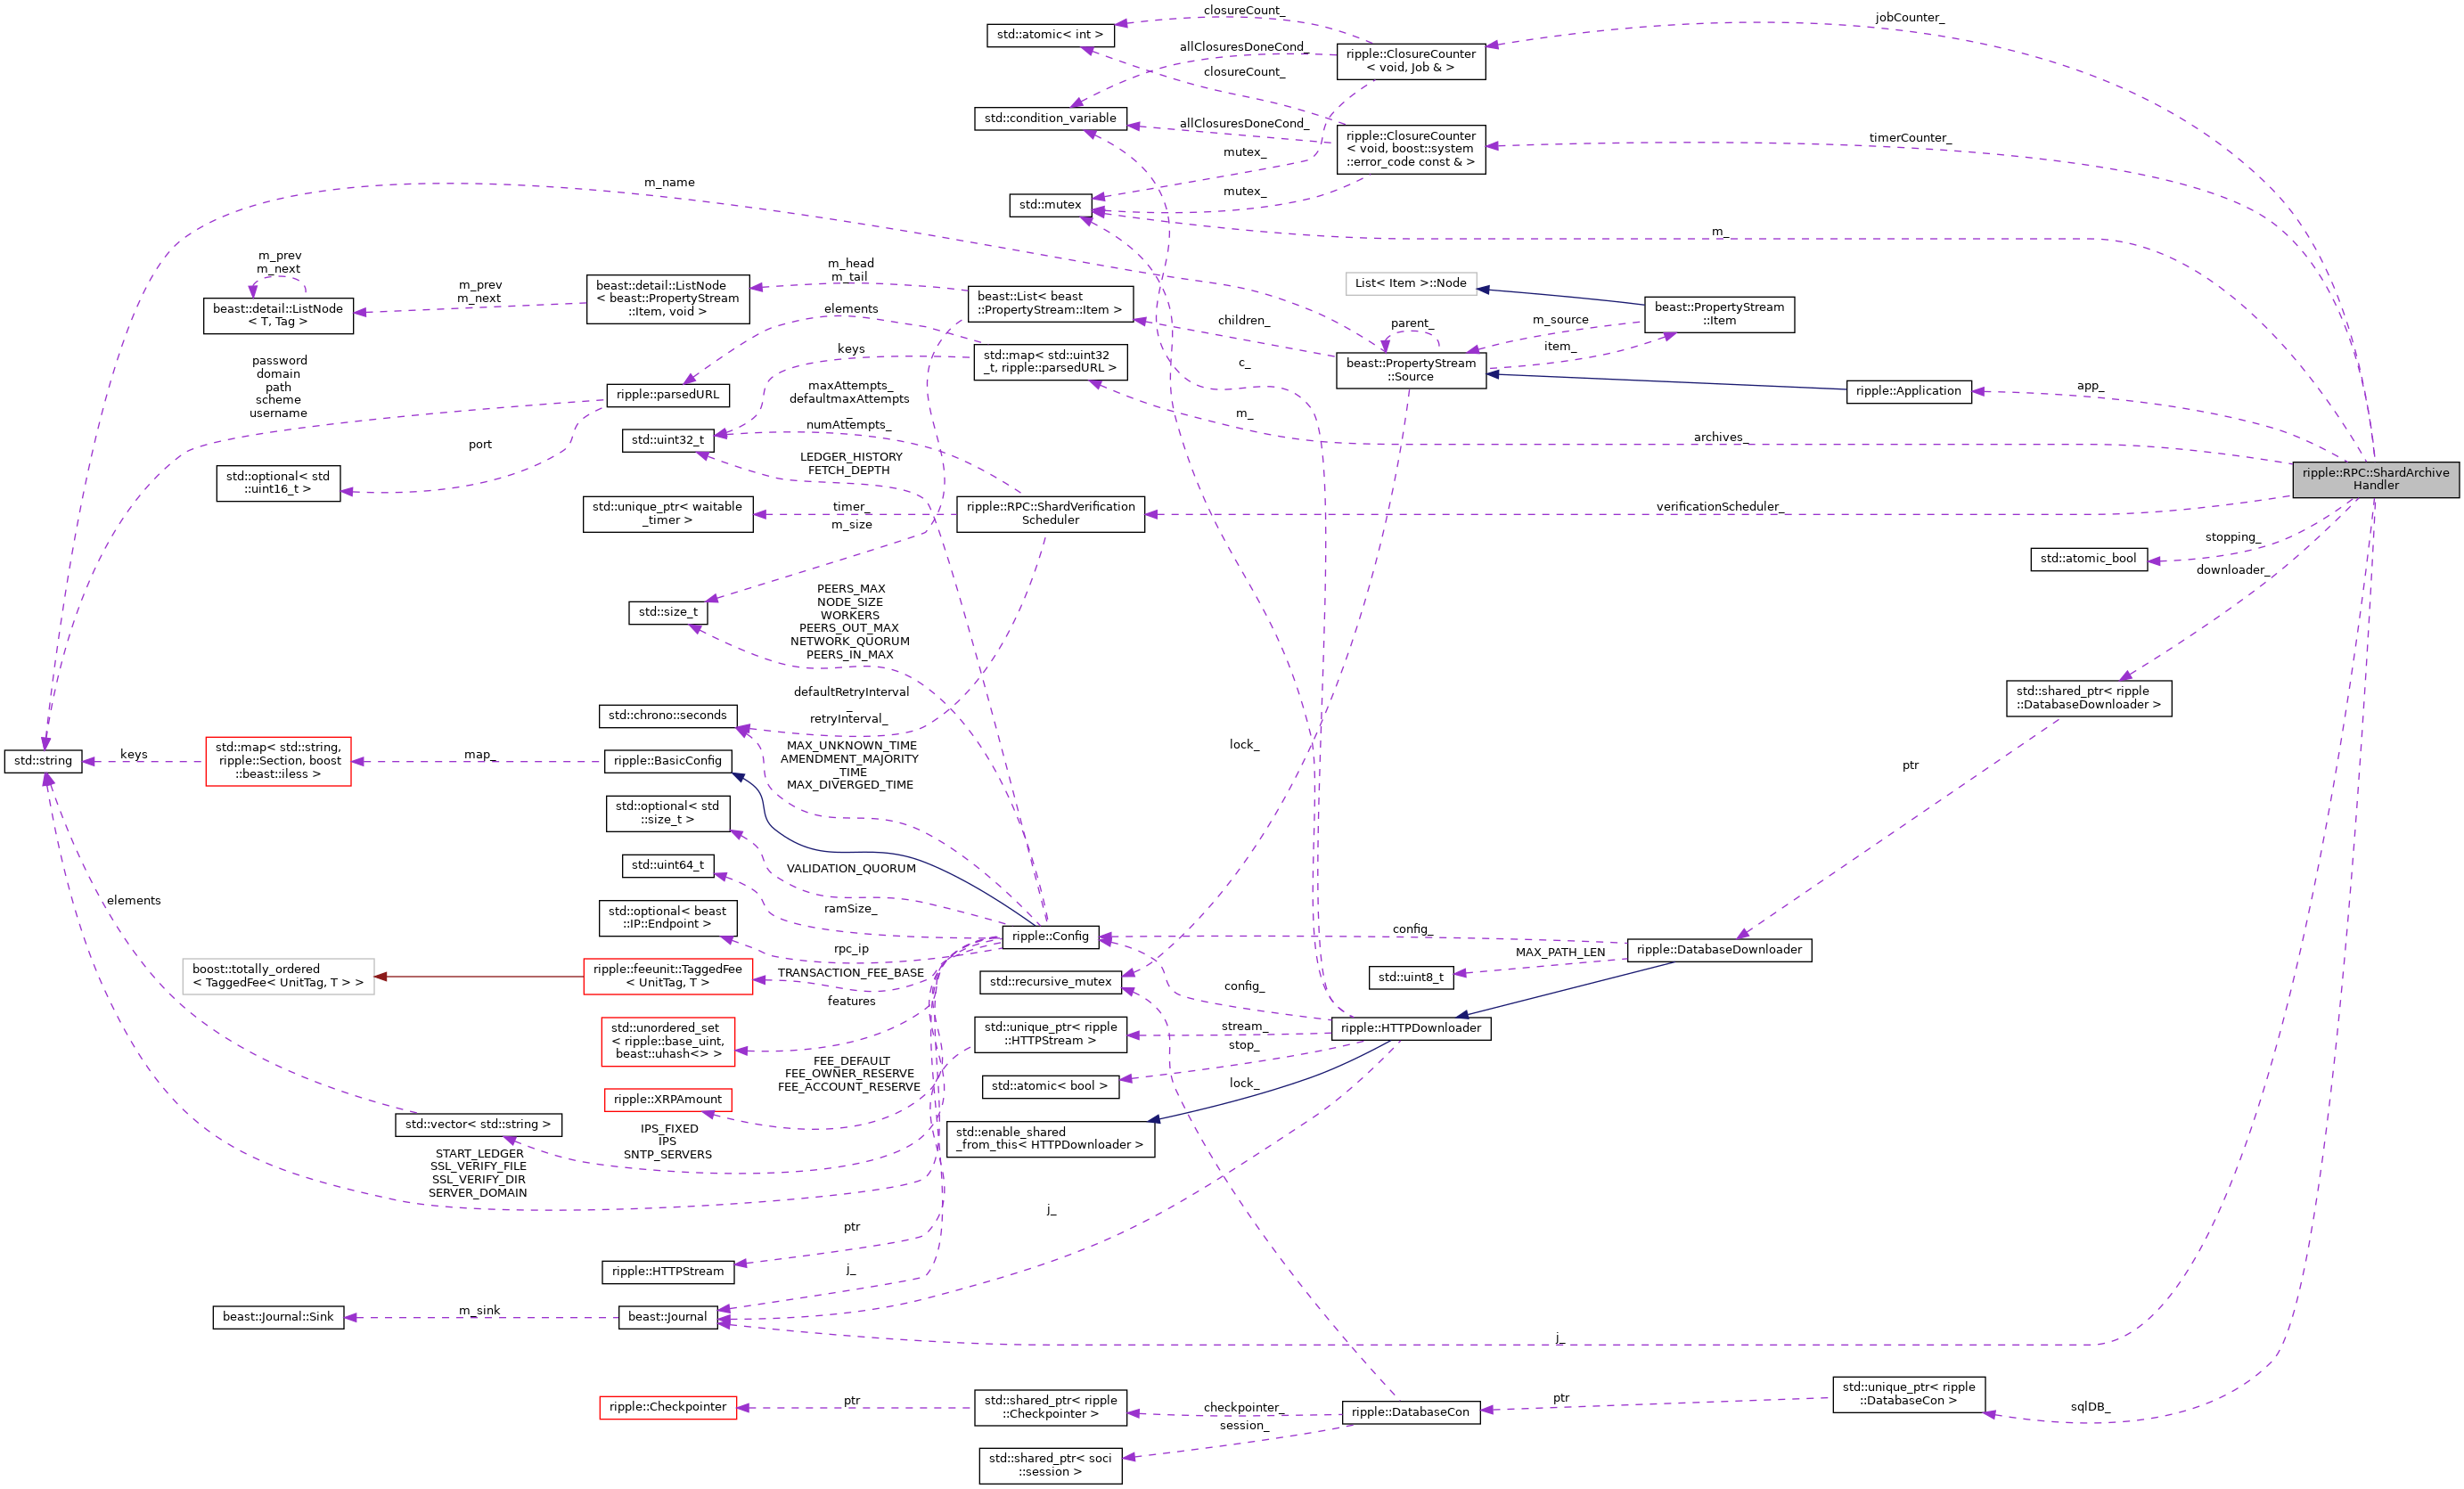 closureCount_
jobCounter_
std::atomic< int >
ripple::ClosureCounter
< void, Job & >
allClosuresDoneCond_
closureCount_
std::condition_variable
allClosuresDoneCond_
ripple::ClosureCounter
< void, boost::system
::error_code const & >
timerCounter_
mutex_
m_name
mutex_
std::mutex
m_
m_prev
m_next
beast::detail::ListNode
< T, Tag >
m_prev
m_next
beast::detail::ListNode
< beast::PropertyStream
::Item, void >
m_head
m_tail
beast::List< beast
::PropertyStream::Item >
List< Item >::Node
beast::PropertyStream
::Item
elements
children_
parent_
m_source
item_
keys
std::map< std::uint32
_t, ripple::parsedURL >
c_
beast::PropertyStream
::Source
password
domain
path
scheme
username
ripple::parsedURL
maxAttempts_
defaultmaxAttempts
_
numAttempts_
ripple::Application
app_
m_
archives_
port
std::uint32_t
LEDGER_HISTORY
FETCH_DEPTH
std::optional< std
::uint16_t >
ripple::RPC::ShardArchive
Handler
std::unique_ptr< waitable
_timer >
timer_
m_size
ripple::RPC::ShardVerification
Scheduler
verificationScheduler_
stopping_
std::atomic_bool
downloader_
std::size_t
PEERS_MAX
NODE_SIZE
WORKERS
PEERS_OUT_MAX
NETWORK_QUORUM
PEERS_IN_MAX
std::chrono::seconds
defaultRetryInterval
_
retryInterval_
std::shared_ptr< ripple
::DatabaseDownloader >
lock_
std::string
keys
std::map< std::string,
ripple::Section, boost
::beast::iless >
map_
ripple::BasicConfig
MAX_UNKNOWN_TIME
AMENDMENT_MAJORITY
_TIME
MAX_DIVERGED_TIME
ptr
std::optional< std
::size_t >
VALIDATION_QUORUM
std::uint64_t
ramSize_
elements
std::optional< beast
::IP::Endpoint >
rpc_ip
ripple::Config
config_
ripple::DatabaseDownloader
boost::totally_ordered
< TaggedFee< UnitTag, T > >
ripple::feeunit::TaggedFee
< UnitTag, T >
TRANSACTION_FEE_BASE
std::recursive_mutex
std::uint8_t
MAX_PATH_LEN
config_
features
std::unordered_set
< ripple::base_uint,
beast::uhash<> >
std::unique_ptr< ripple
::HTTPStream >
stream_
ripple::HTTPDownloader
stop_
FEE_DEFAULT
FEE_OWNER_RESERVE
FEE_ACCOUNT_RESERVE
std::atomic< bool >
lock_
ripple::XRPAmount
std::vector< std::string >
IPS_FIXED
IPS
SNTP_SERVERS
std::enable_shared
_from_this< HTTPDownloader >
START_LEDGER
SSL_VERIFY_FILE
SSL_VERIFY_DIR
SERVER_DOMAIN
j_
ptr
ripple::HTTPStream
j_
beast::Journal::Sink
m_sink
beast::Journal
j_
ripple::Checkpointer
ptr
std::shared_ptr< ripple
::Checkpointer >
checkpointer_
session_
ripple::DatabaseCon
ptr
std::unique_ptr< ripple
::DatabaseCon >
sqlDB_
std::shared_ptr< soci
::session >